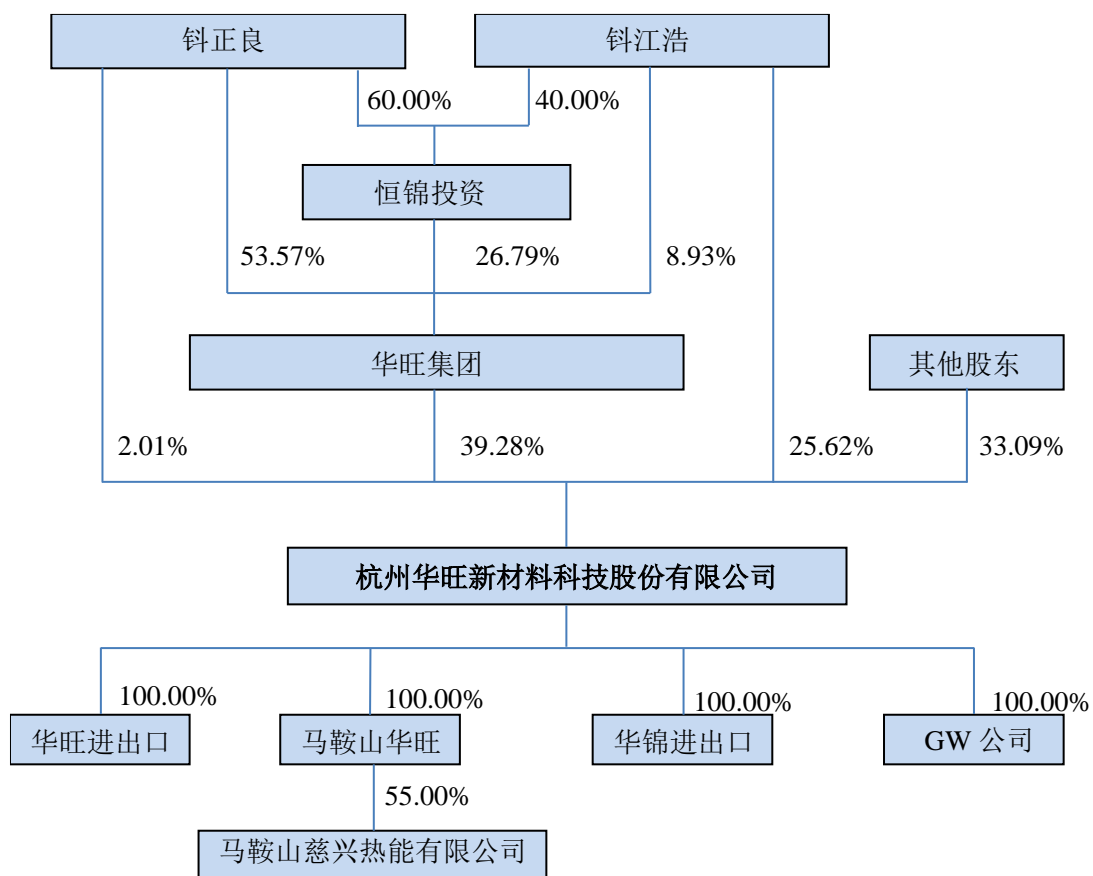 钭正良
钭江浩
60.00%
40.00%
恒锦投资
53.57%
26.79%
8.93%
华旺集团
其他股东
2.01%
39.28%
25.62%
33.09%
杭州华旺新材料科技股份有限公司
100.00%
100.00%
100.00%
100.00%
华旺进出口
马鞍山华旺
华锦进出口
GW 公司
55.00%
马鞍山慈兴热能有限公司